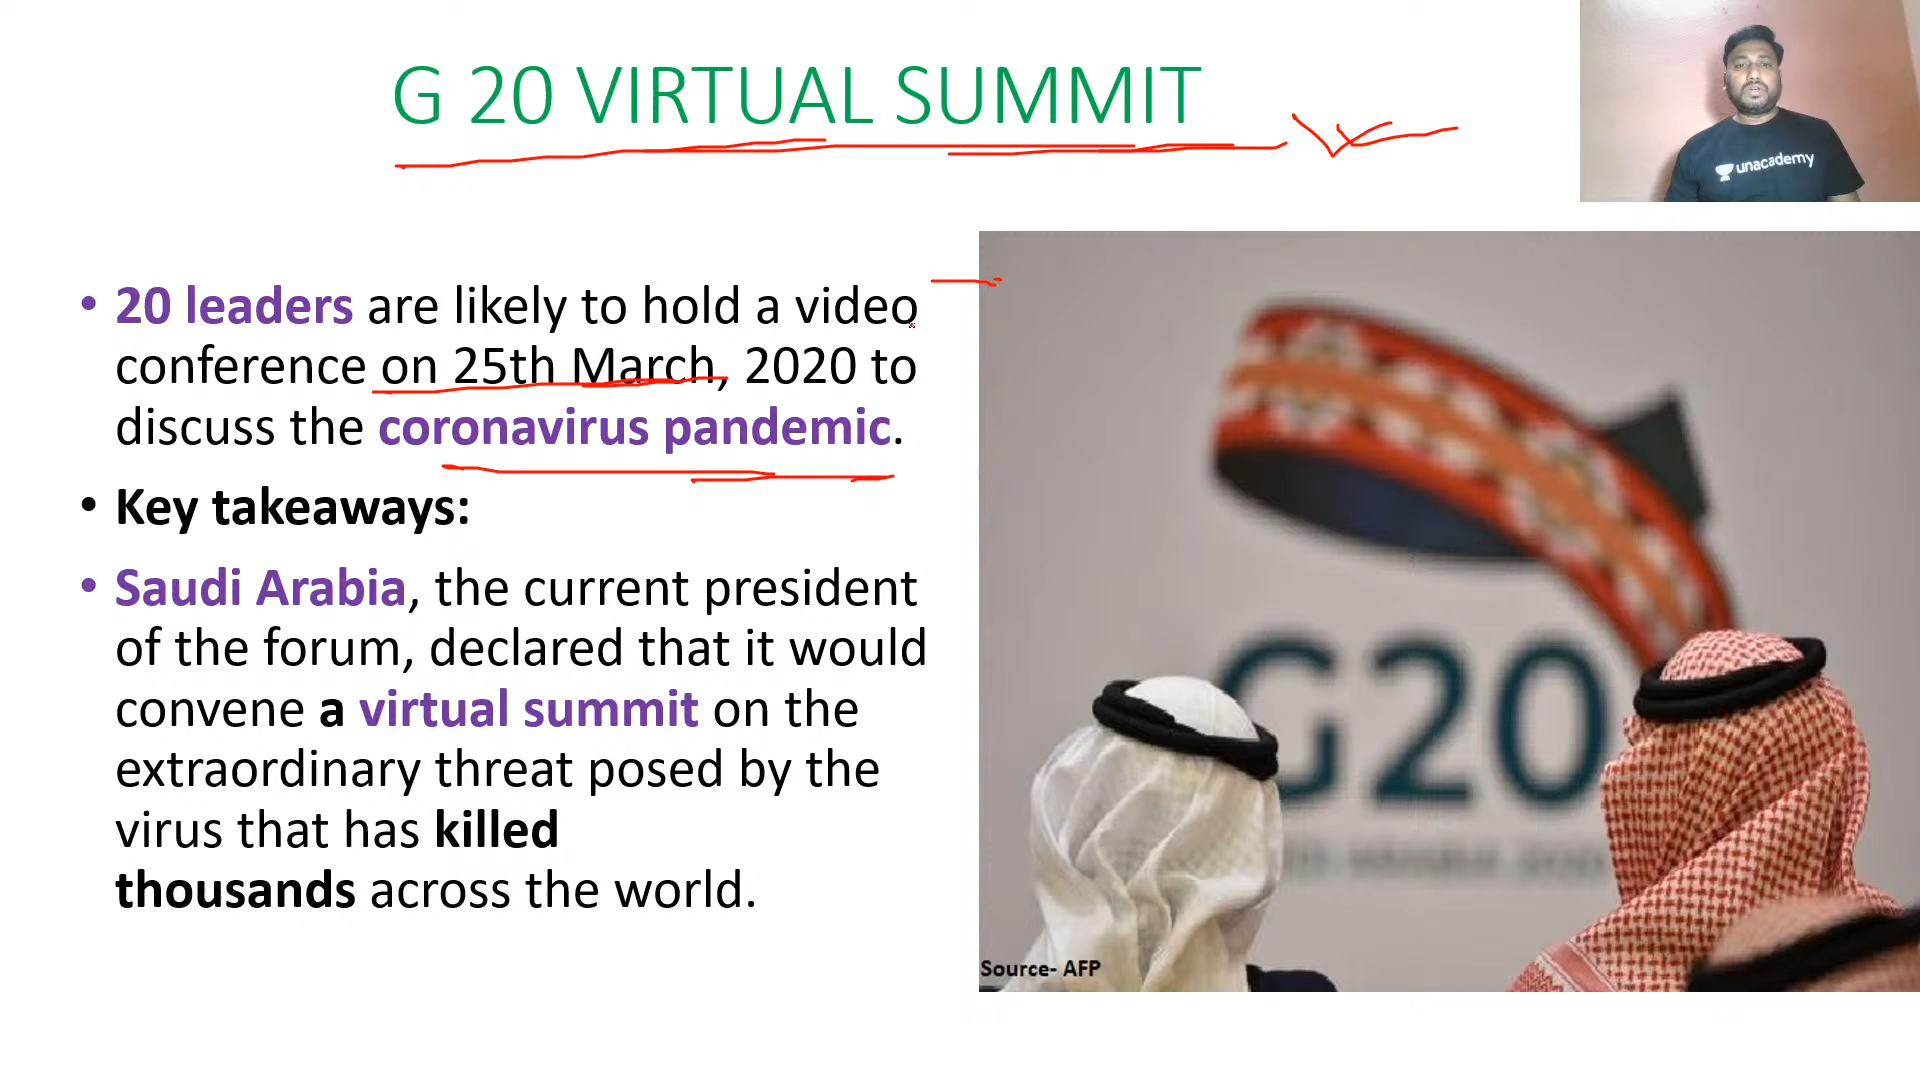 G 20 VIRTUAL SUMMIT
unacademy
• 20 leaders are likely to hold a video
conference on 25th March, 2020 to
discuss the coronavirus pandemic.
• Key takeaways:
• Saudi Arabia, the current president
of the forum, declared that it would
convene a virtual summit on the
extraordinary threat posed by the
virus that has killed
thousands across the world.
G20
Source- AFP